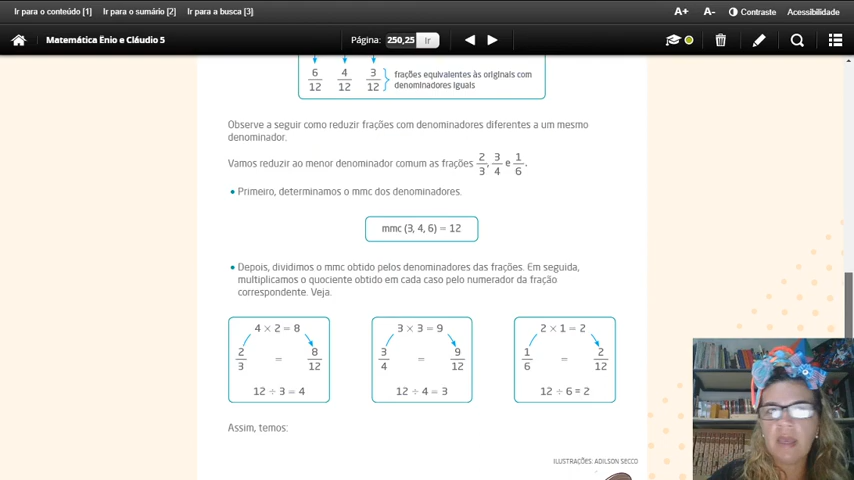 Ir para o conteúdo [1] Ir para o sumário [2] Ir para a busca [3] A+ A- Contraste Acessibilidade
Matemática Ênio e Cláudio 5 Página: 250,25 Ir
6/12 4/12 3/12 frações equivalentes às originais com
denominadores iguais
Observe a seguir como reduzir frações com denominadores diferentes a um mesmo
denominador.
Vamos reduzir ao menor denominador comum as frações 2/3, 3/4 e 1/6.
• Primeiro, determinamos o mmc dos denominadores.
mmc (3, 4, 6) = 12
• Depois, dividimos o mmc obtido pelos denominadores das frações. Em seguida,
multiplicamos o quociente obtido em cada caso pelo numerador da fração
correspondente. Veja.
4 × 2 = 8 3 × 3 = 9 2 × 1 = 2
2/3 = 8/12 3/4 = 9/12 1/6 = 2/12
12 ÷ 3 = 4 12 ÷ 4 = 3 12 ÷ 6 = 2
Assim, temos:
ILUSTRAÇÕES: ADILSON SECCO